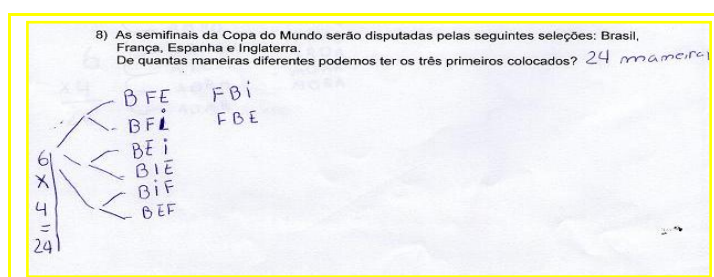 8) As semifinais da Copa do Mundo serão disputadas pelas seguintes seleções: Brasil,
França, Espanha e Inglaterra.
De quantas maneiras diferentes podemos ter os três primeiros colocados? 24 maneiras
BFE FBi
BFI FBE
BEi
BIE
BiF
BEF
6
x
4
=
24